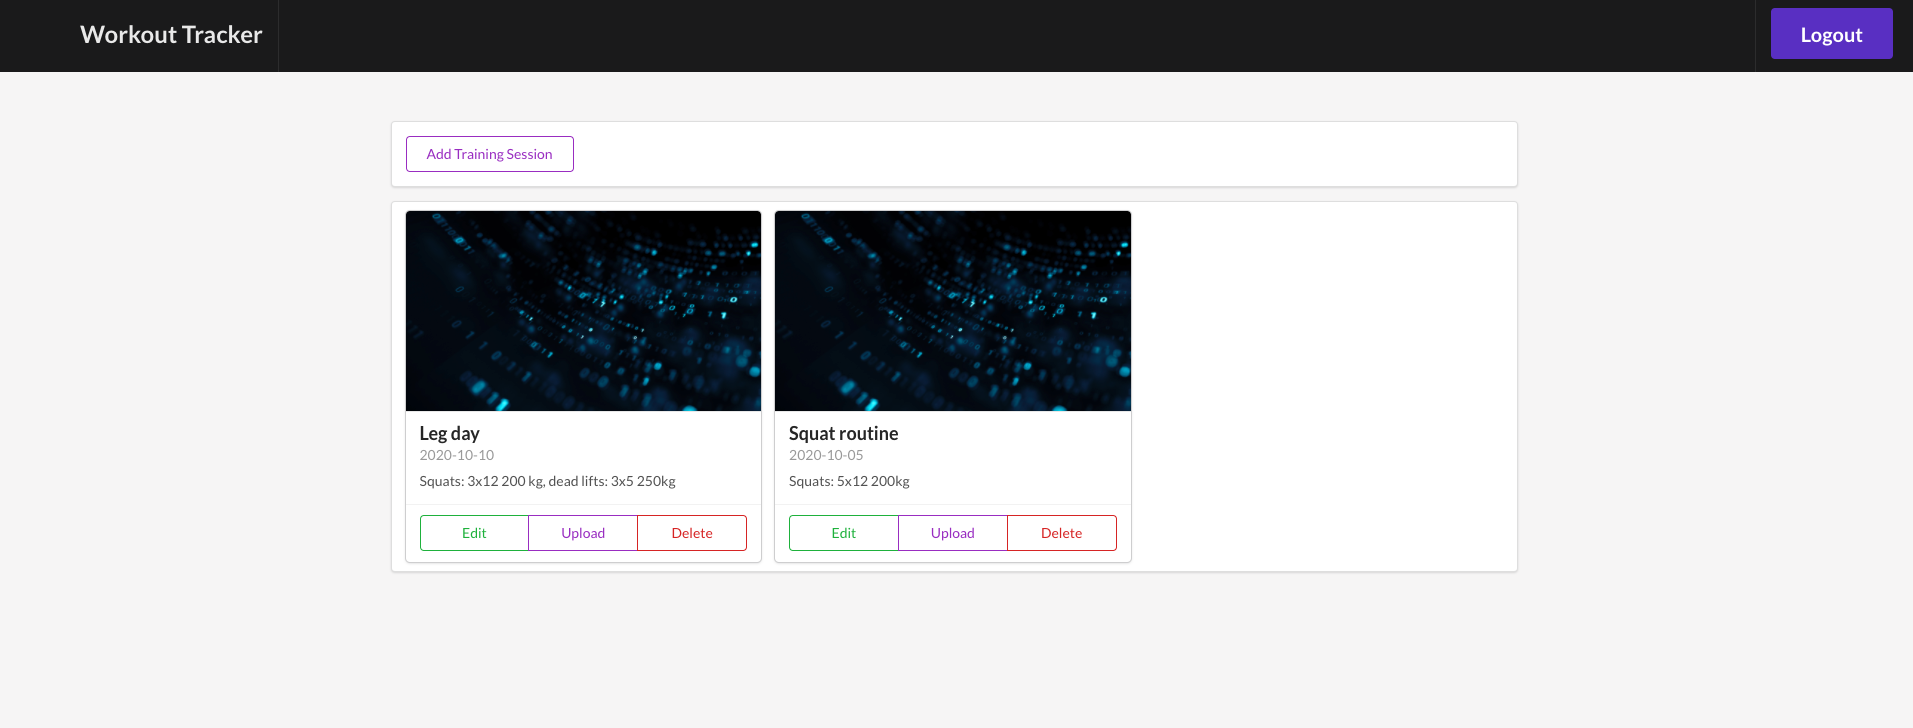 Workout Tracker
Logout
Add Training Session
Leg day
2020-10-10
Squats: 3x12 200 kg, dead lifts: 3x5 250kg
Edit
Upload
Delete
Squat routine
2020-10-05
Squats: 5x12 200kg
Edit
Upload
Delete